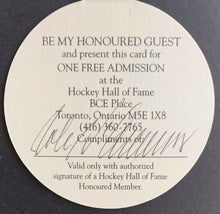 BE MY HONOURED GUEST
and present this card for
ONE FREE ADMISSION
at the
Hockey Hall of Fame
BCE Place
Toronto, Ontario M5E 1X8
(416) 360-7765
Compliments of:
Valid only with authorized
signature of a Hockey Hall of Fame
Honoured Member.